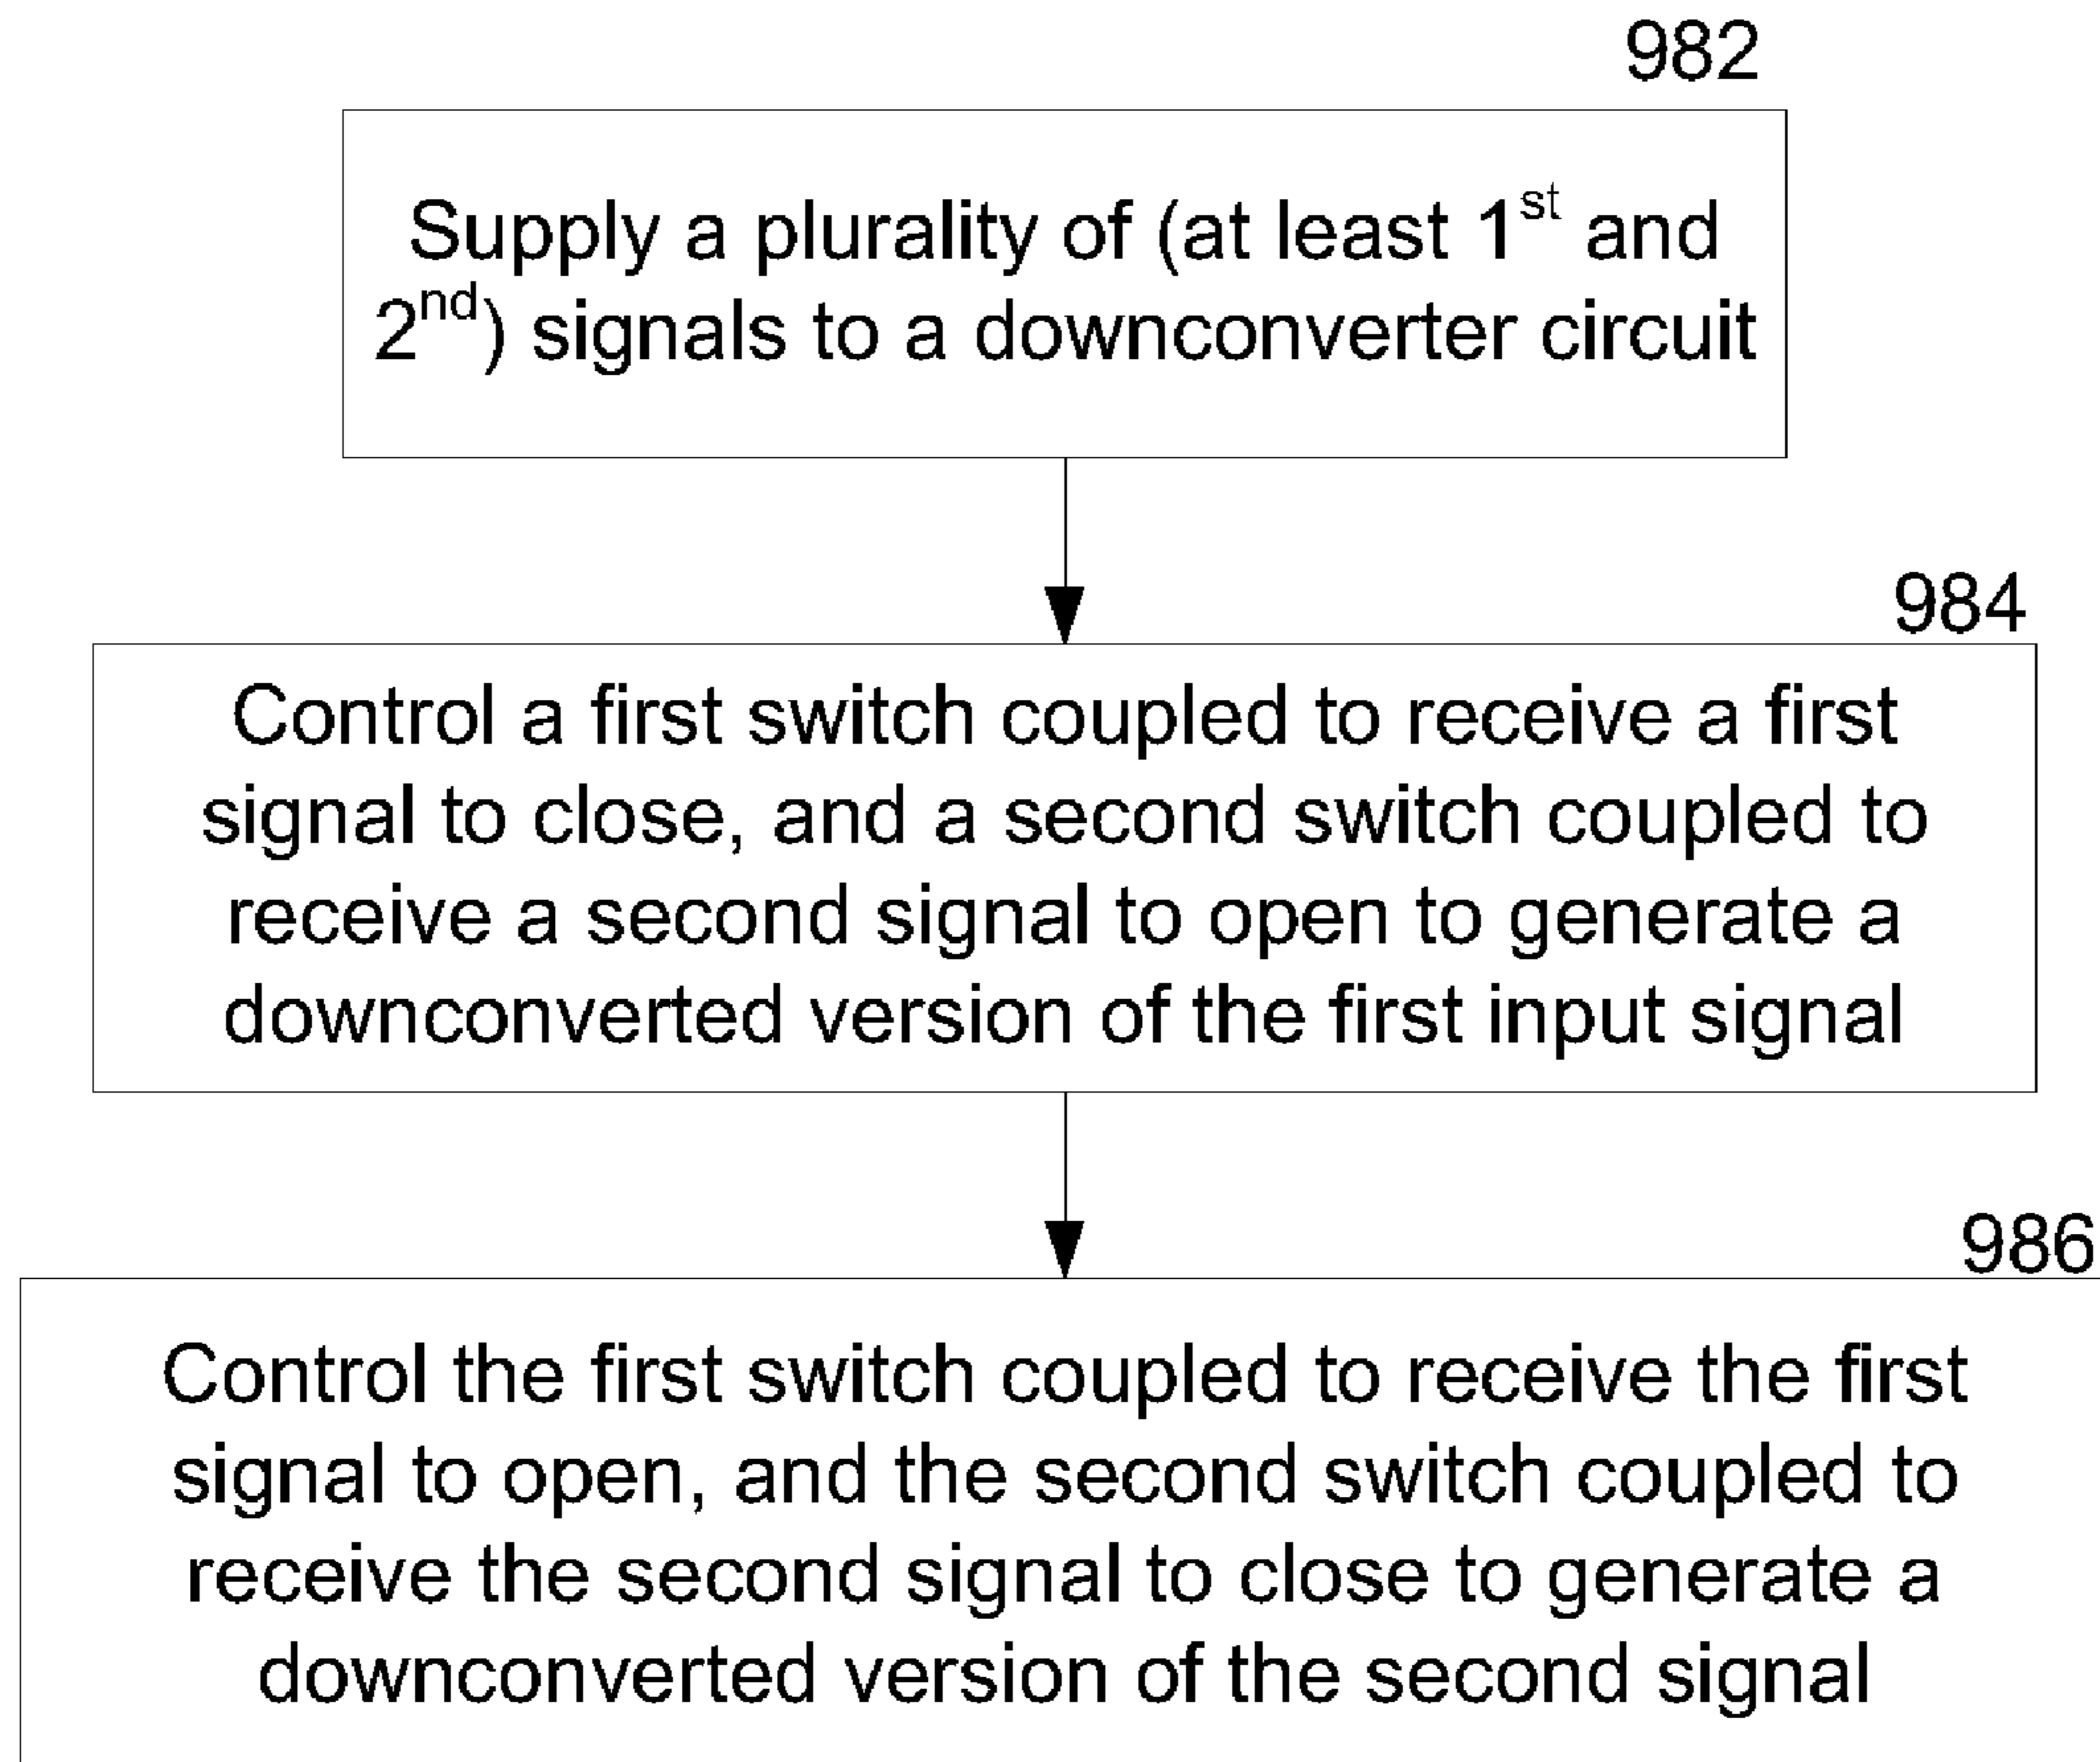 982
Supply a plurality of (at least 1st and
2nd) signals to a downconverter circuit
984
Control a first switch coupled to receive a first
signal to close, and a second switch coupled to
receive a second signal to open to generate a
downconverted version of the first input signal
986
Control the first switch coupled to receive the first
signal to open, and the second switch coupled to
receive the second signal to close to generate a
downconverted version of the second signal